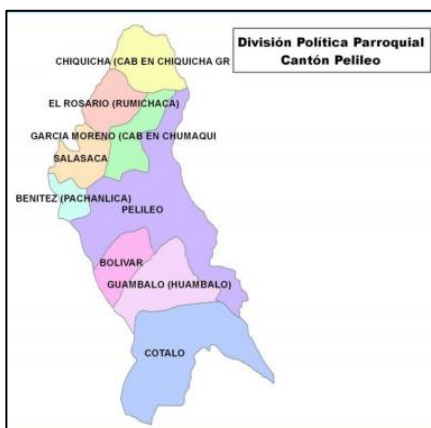 División Política Parroquial
Cantón Pelileo
CHIQUICHA (CAB EN CHIQUICHA GR
EL ROSARIO (RUMICHACA)
GARCIA MORENO (CAB EN CHUMAQUI
SALASACA
BENITEZ (PACHANLICA)
PELILEO
BOLIVAR
GUAMBALO (HUAMBALO)
COTALO